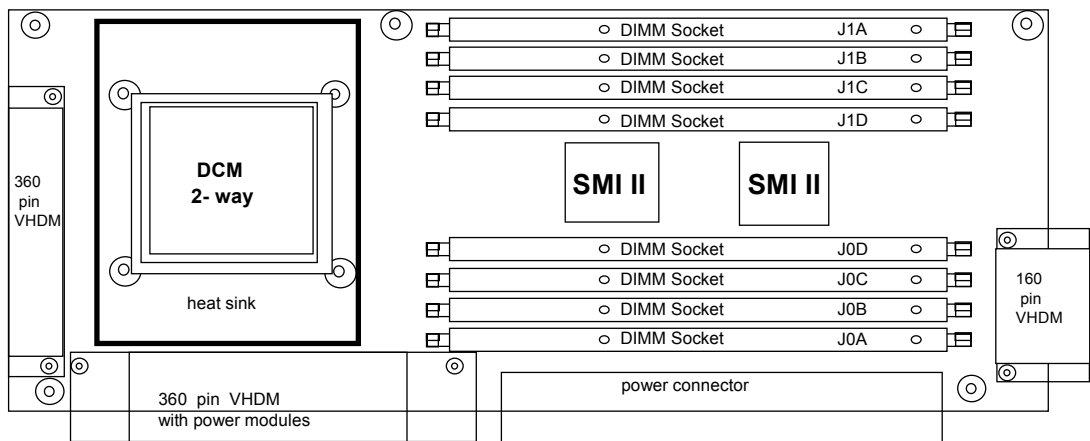 DIMM Socket J1A
DIMM Socket J1B
DIMM Socket J1C
DIMM Socket J1D
360
pin
VHDM
DCM
2- way
SMI II
SMI II
DIMM Socket J0D
DIMM Socket J0C
DIMM Socket J0B
DIMM Socket J0A
heat sink
160
pin
VHDM
360 pin VHDM
with power modules
power connector